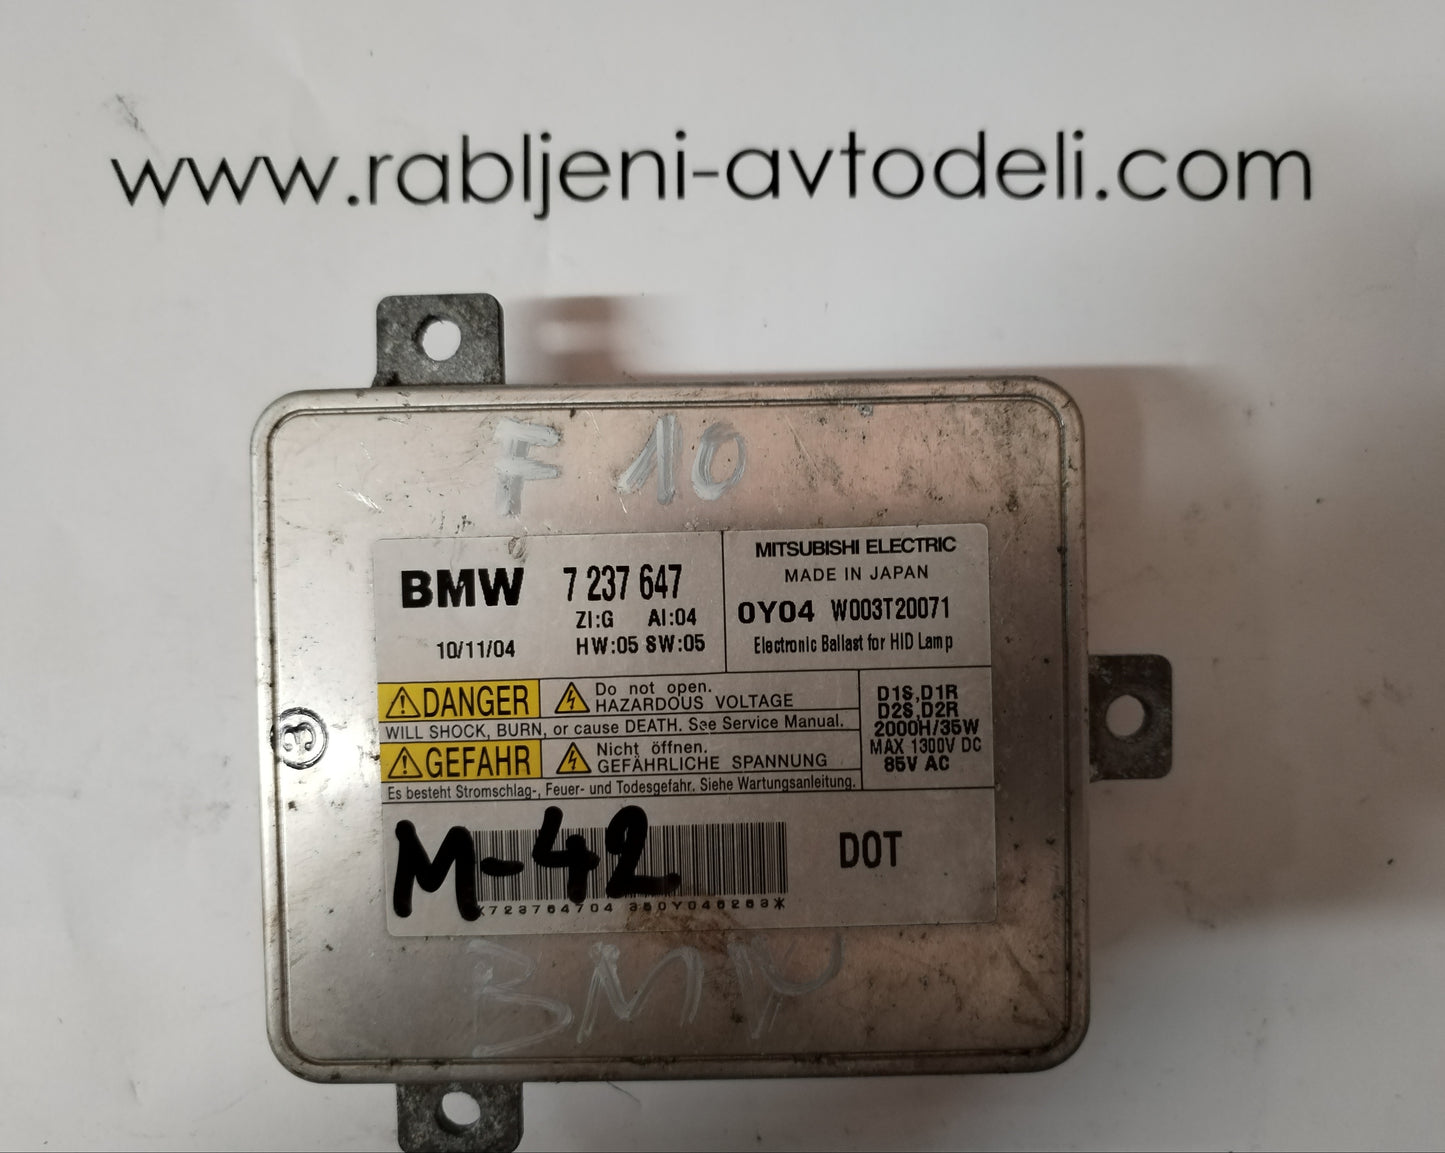 www.rabljeni-avtodeli.com
F 10
BMW 7 237 647
ZI:G AI:04
10/11/04 HW:05 SW:05
MITSUBISHI ELECTRIC
MADE IN JAPAN
0Y04 W003T20071
Electronic Ballast for HID Lamp
DANGER Do not open.
HAZARDOUS VOLTAGE
WILL SHOCK, BURN, or cause DEATH. See Service Manual.
GEFAHR Nicht öffnen.
GEFÄHRLICHE SPANNUNG
Es besteht Stromschlag-, Feuer- und Todesgefahr. Siehe Wartungsanleitung.
D1S,D1R
D2S,D2R
2000H/35W
MAX 1300V DC
85V AC
3
M-42
DOT
BMW